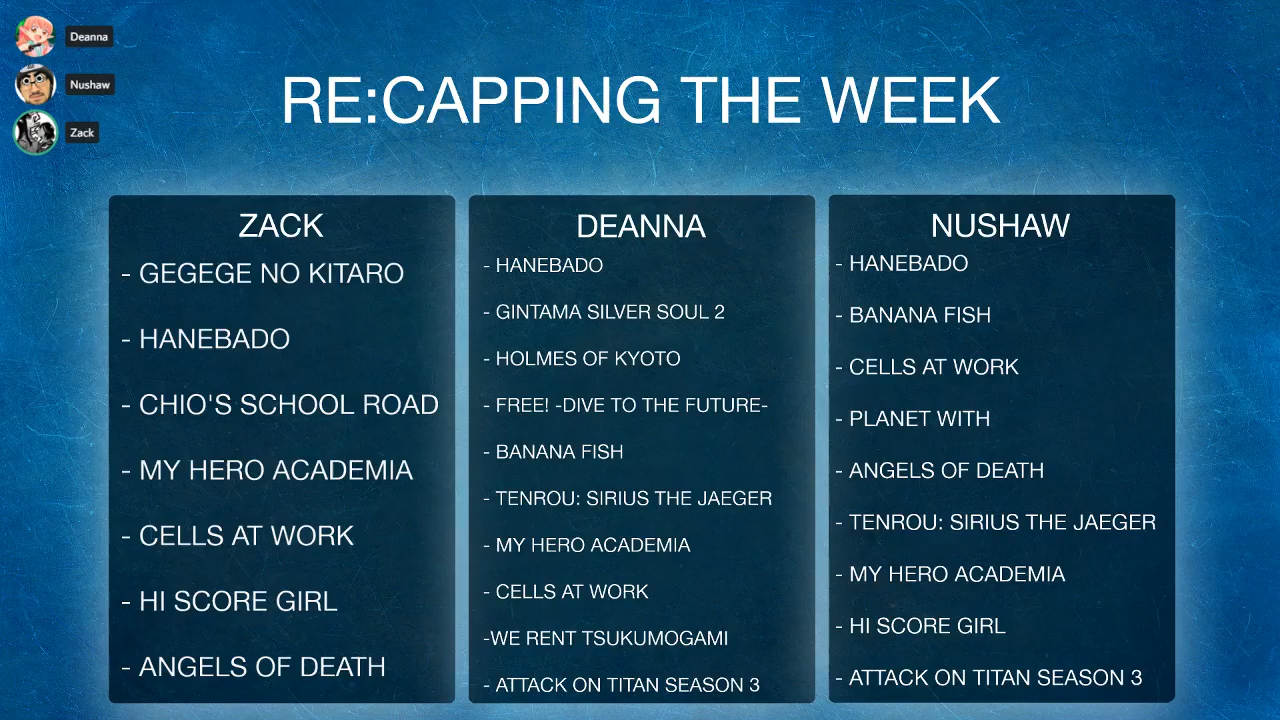 Deanna
Nushaw
Zack
RE:CAPPING THE WEEK
ZACK
- GEGEGE NO KITARO
- HANEBADO
- CHIO'S SCHOOL ROAD
- MY HERO ACADEMIA
- CELLS AT WORK
- HI SCORE GIRL
- ANGELS OF DEATH
DEANNA
- HANEBADO
- GINTAMA SILVER SOUL 2
- HOLMES OF KYOTO
- FREE! -DIVE TO THE FUTURE-
- BANANA FISH
- TENROU: SIRIUS THE JAEGER
- MY HERO ACADEMIA
- CELLS AT WORK
-WE RENT TSUKUMOGAMI
- ATTACK ON TITAN SEASON 3
NUSHAW
- HANEBADO
- BANANA FISH
- CELLS AT WORK
- PLANET WITH
- ANGELS OF DEATH
- TENROU: SIRIUS THE JAEGER
- MY HERO ACADEMIA
- HI SCORE GIRL
- ATTACK ON TITAN SEASON 3